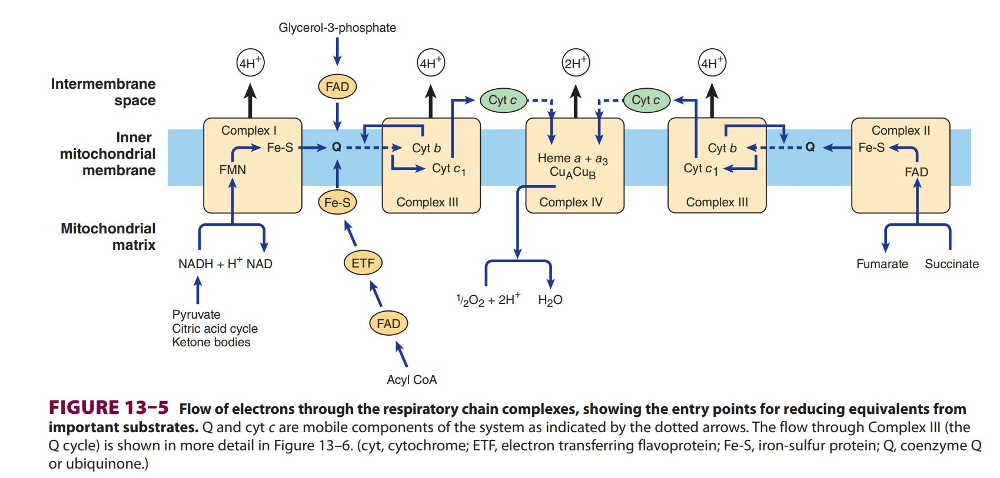 Glycerol-3-phosphate
4H+
4H+
2H+
4H+
FAD
Intermembrane
space
Cyt c
Cyt c
Complex I
Complex II
Inner
mitochondrial
membrane
Fe-S
Q
Cyt b
Cyt b
Q
Fe-S
FMN
Cyt c1
Heme a + a3
CuACuB
Cyt c1
FAD
Fe-S
Complex III
Complex IV
Complex III
Mitochondrial
matrix
NADH + H+ NAD
ETF
Fumarate
Succinate
1/2O2 + 2H+
H2O
Pyruvate
Citric acid cycle
Ketone bodies
FAD
Acyl CoA
FIGURE 13–5 Flow of electrons through the respiratory chain complexes, showing the entry points for reducing equivalents from
important substrates. Q and cyt c are mobile components of the system as indicated by the dotted arrows. The flow through Complex III (the
Q cycle) is shown in more detail in Figure 13–6. (cyt, cytochrome; ETF, electron transferring flavoprotein; Fe-S, iron-sulfur protein; Q, coenzyme Q
or ubiquinone.)